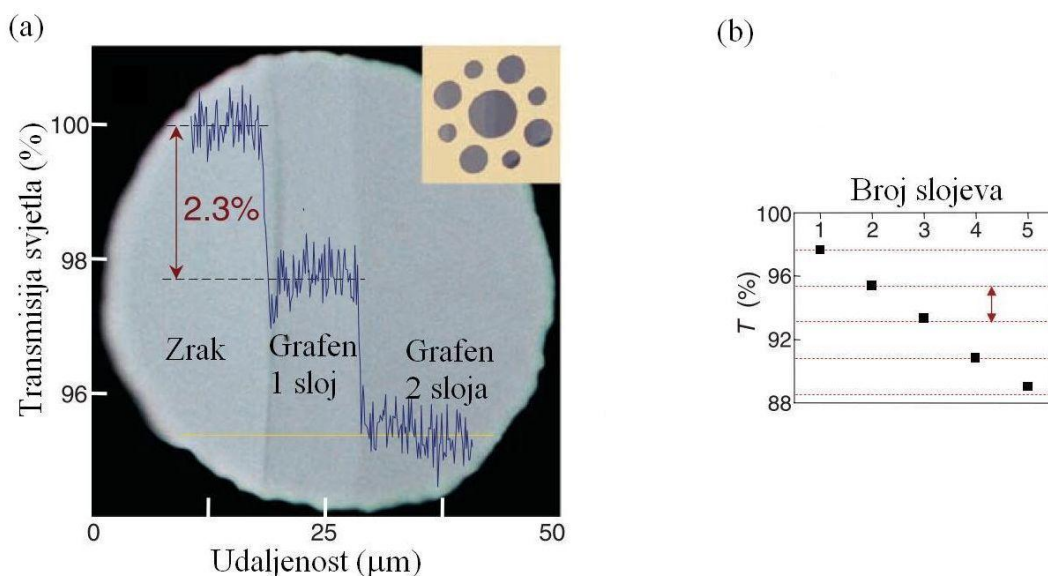 (a)
Transmisija svjetla (%)
100
98
96
2.3%
Zrak
Grafen
1 sloj
Grafen
2 sloja
0
25
50
Udaljenost (μm)
(b)
Broj slojeva
1 2 3 4 5
T (%)
100
96
92
88